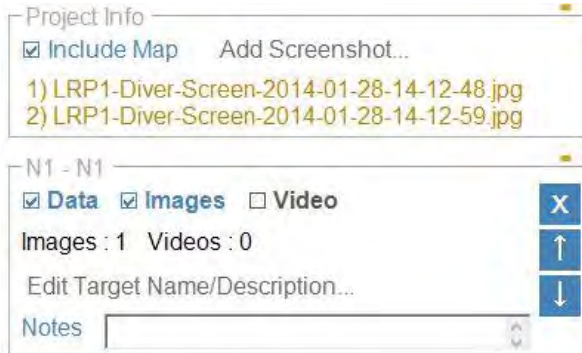 Project Info
Include Map Add Screenshot...
1) LRP1-Diver-Screen-2014-01-28-14-12-48.jpg
2) LRP1-Diver-Screen-2014-01-28-14-12-59.jpg
N1 - N1
Data Images Video
X
Images : 1 Videos : 0
↑
Edit Target Name/Description...
↓
Notes